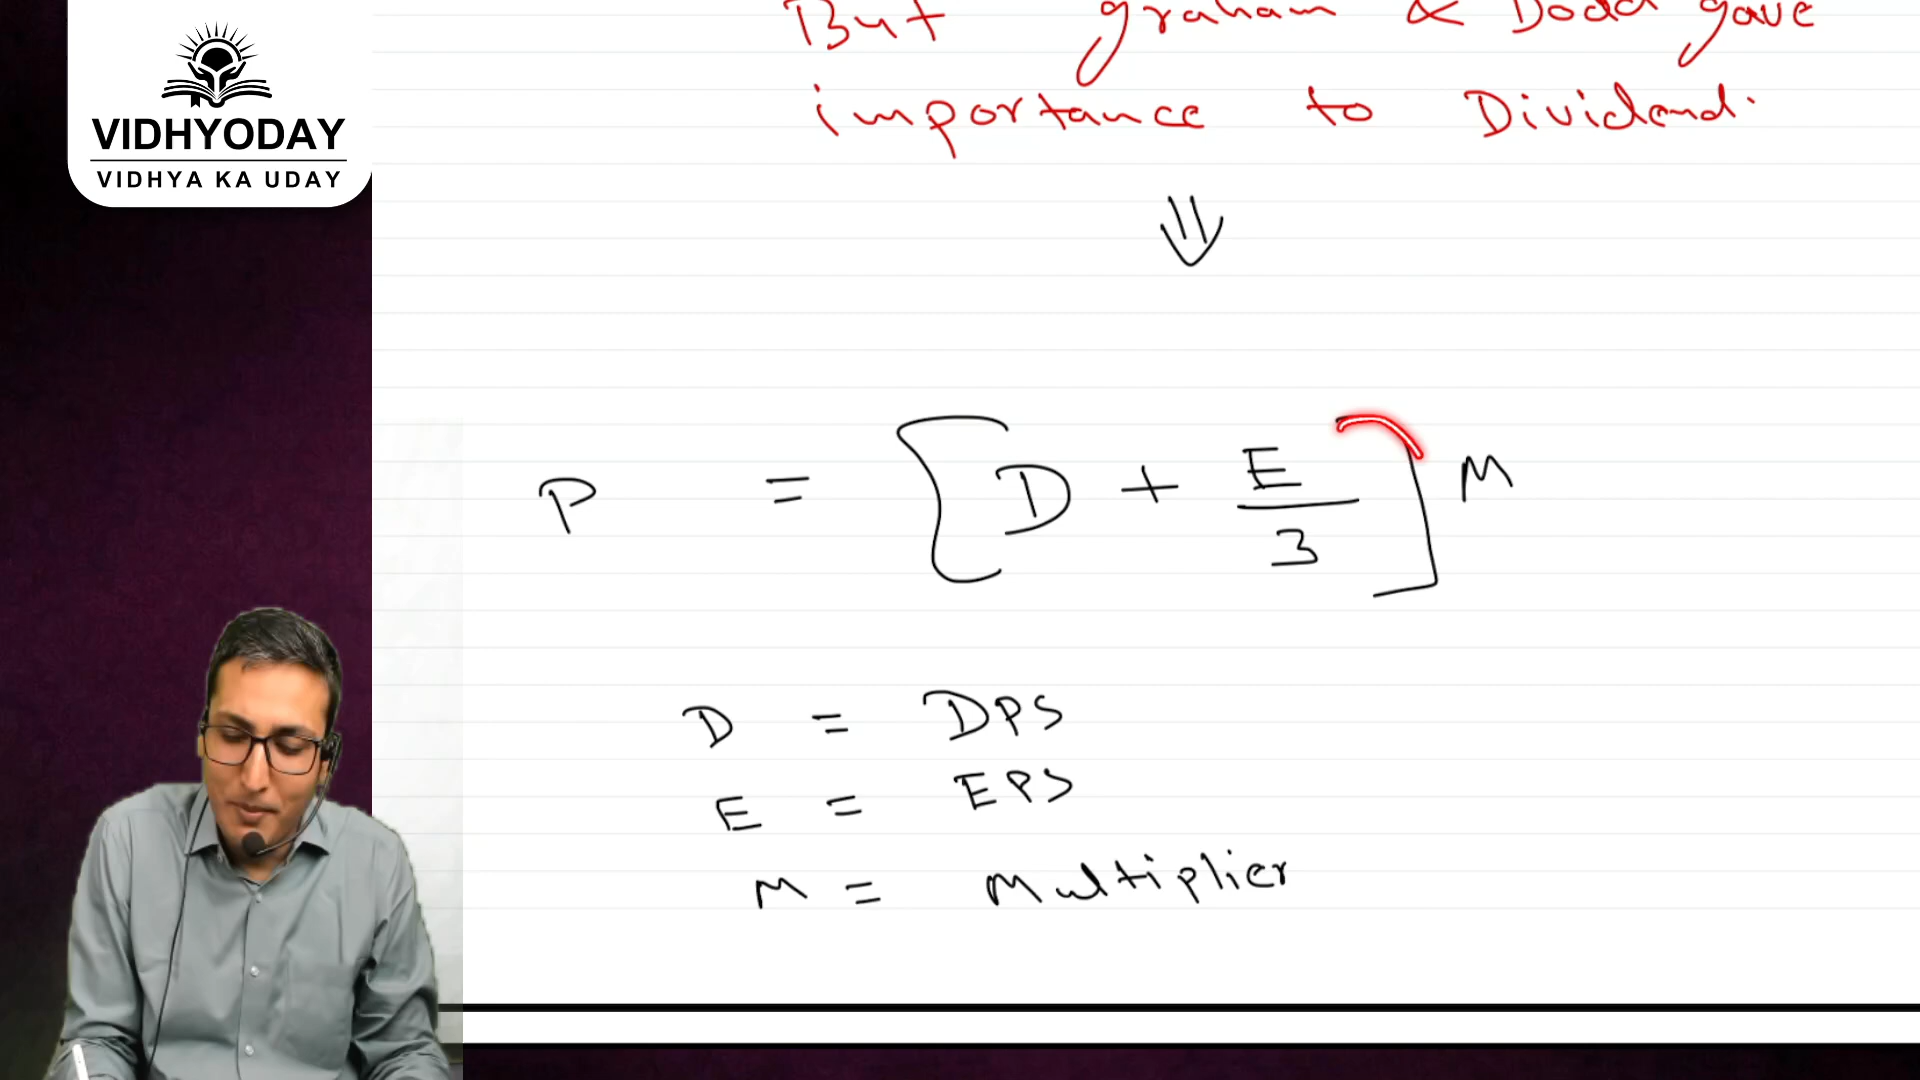 VIDHYODAY
VIDHYA KA UDAY
But graham & Dodd gave
importance to Dividend.
P = [D + E/3] M
D = DPS
E = EPS
M = Multiplier